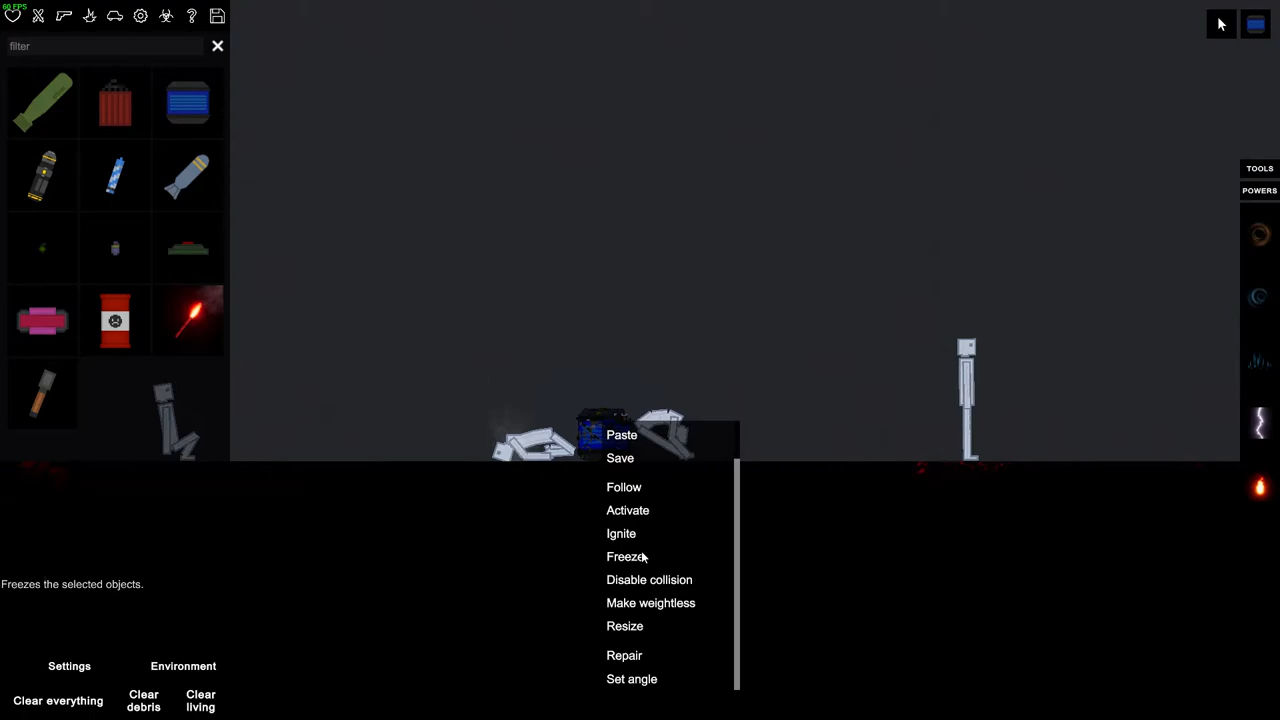 60 FPS
filter
TOOLS
POWERS
Paste
Save
Follow
Activate
Ignite
Freeze
Disable collision
Make weightless
Resize
Repair
Set angle
Freezes the selected objects.
Settings
Environment
Clear everything
Clear
debris
Clear
living